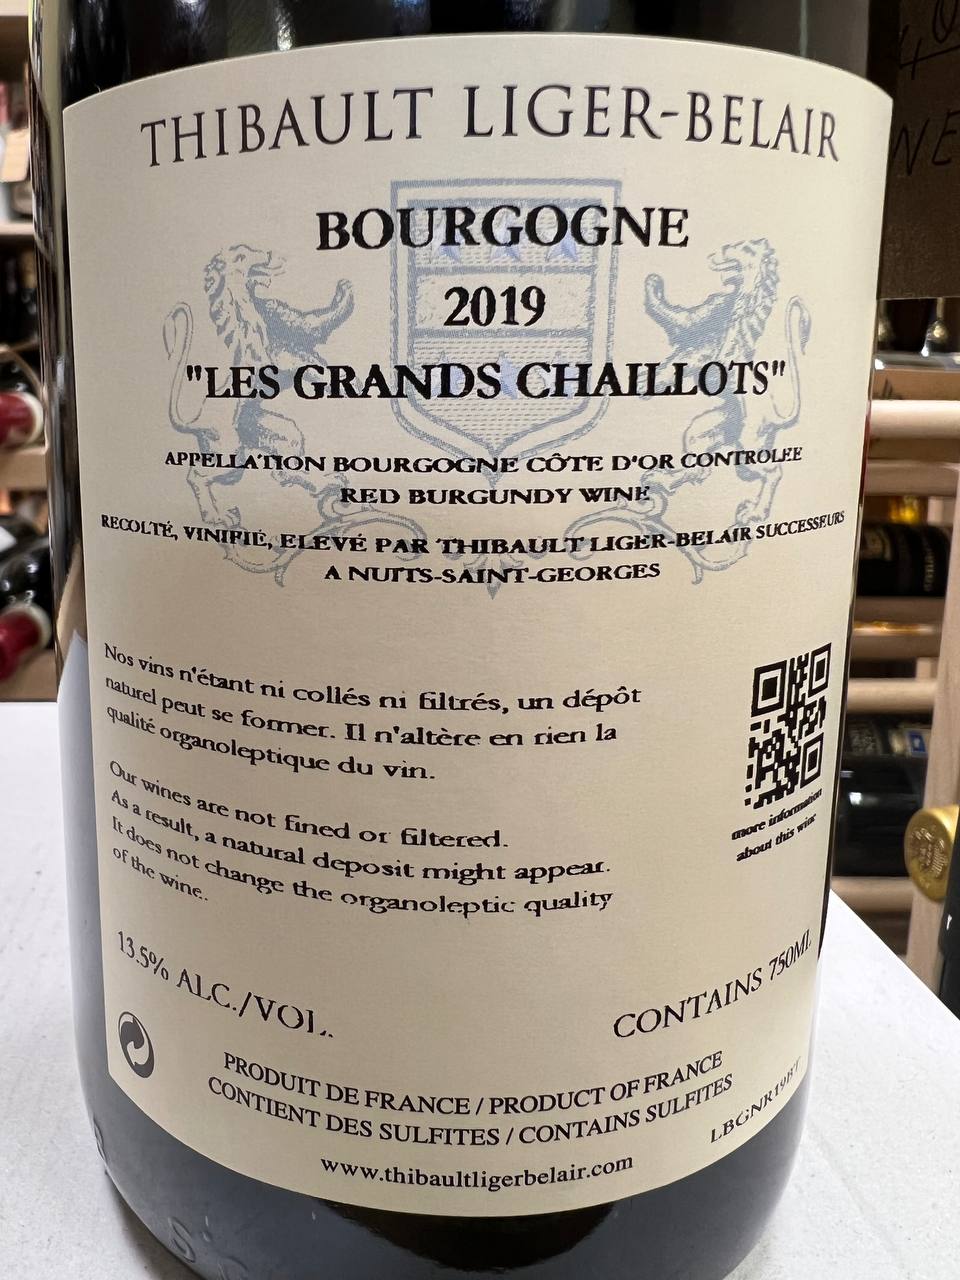 THIBAULT LIGER-BELAIR
BOURGOGNE
2019
"LES GRANDS CHAILLOTS"
APPELLATION BOURGOGNE CÔTE D'OR CONTROLEE
RED BURGUNDY WINE
RECOLTÉ, VINIFIÉ, ELEVÉ PAR THIBAULT LIGER-BELAIR SUCCESSEURS
A NUITS-SAINT-GEORGES
Nos vins n'étant ni collés ni filtrés, un dépôt
naturel peut se former. Il n'altère en rien la
qualité organoleptique du vin.
Our wines are not fined or filtered.
As a result, a natural deposit might appear.
It does not change the organoleptic quality
of the wine..
more information
about this wine
13.5% ALC./VOL.
CONTAINS 750ML
PRODUIT DE FRANCE / PRODUCT OF FRANCE
CONTIENT DES SULFITES / CONTAINS SULFITES
www.thibaultligerbelair.com